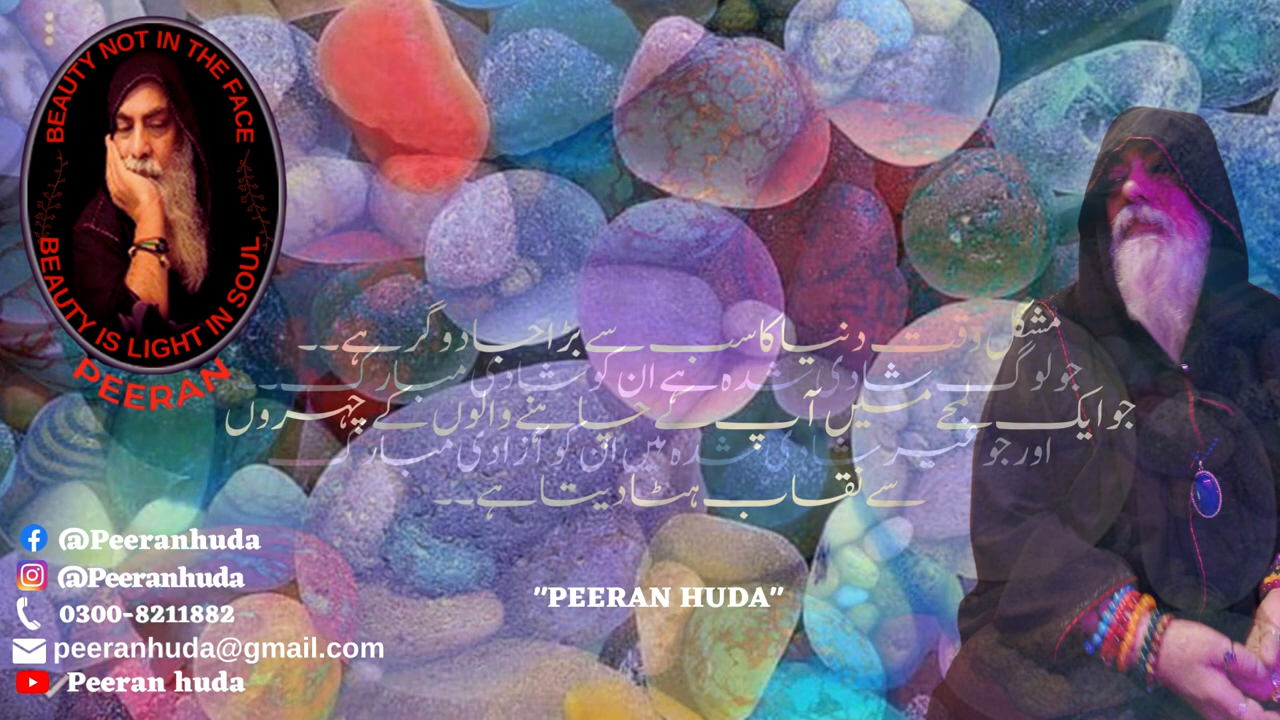 BEAUTY NOT IN THE FACE
BEAUTY IS LIGHT IN SOUL
PEERAN
مشکل وقت دنیا کا سب سے بڑا جادوگر ہے۔۔
جو لوگ شادی شدہ ہے ان کو شادی مبارک۔۔
جو ایک لمحے میں آپ کے چاہنے والوں کے چہروں
اور جو غیر شادی شدہ ہیں ان کو آزادی مبارک
سے نقاب ہٹا دیتا ہے۔۔
"PEERAN HUDA"
@Peeranhuda
@Peeranhuda
0300-8211882
peeranhuda@gmail.com
Peeran huda